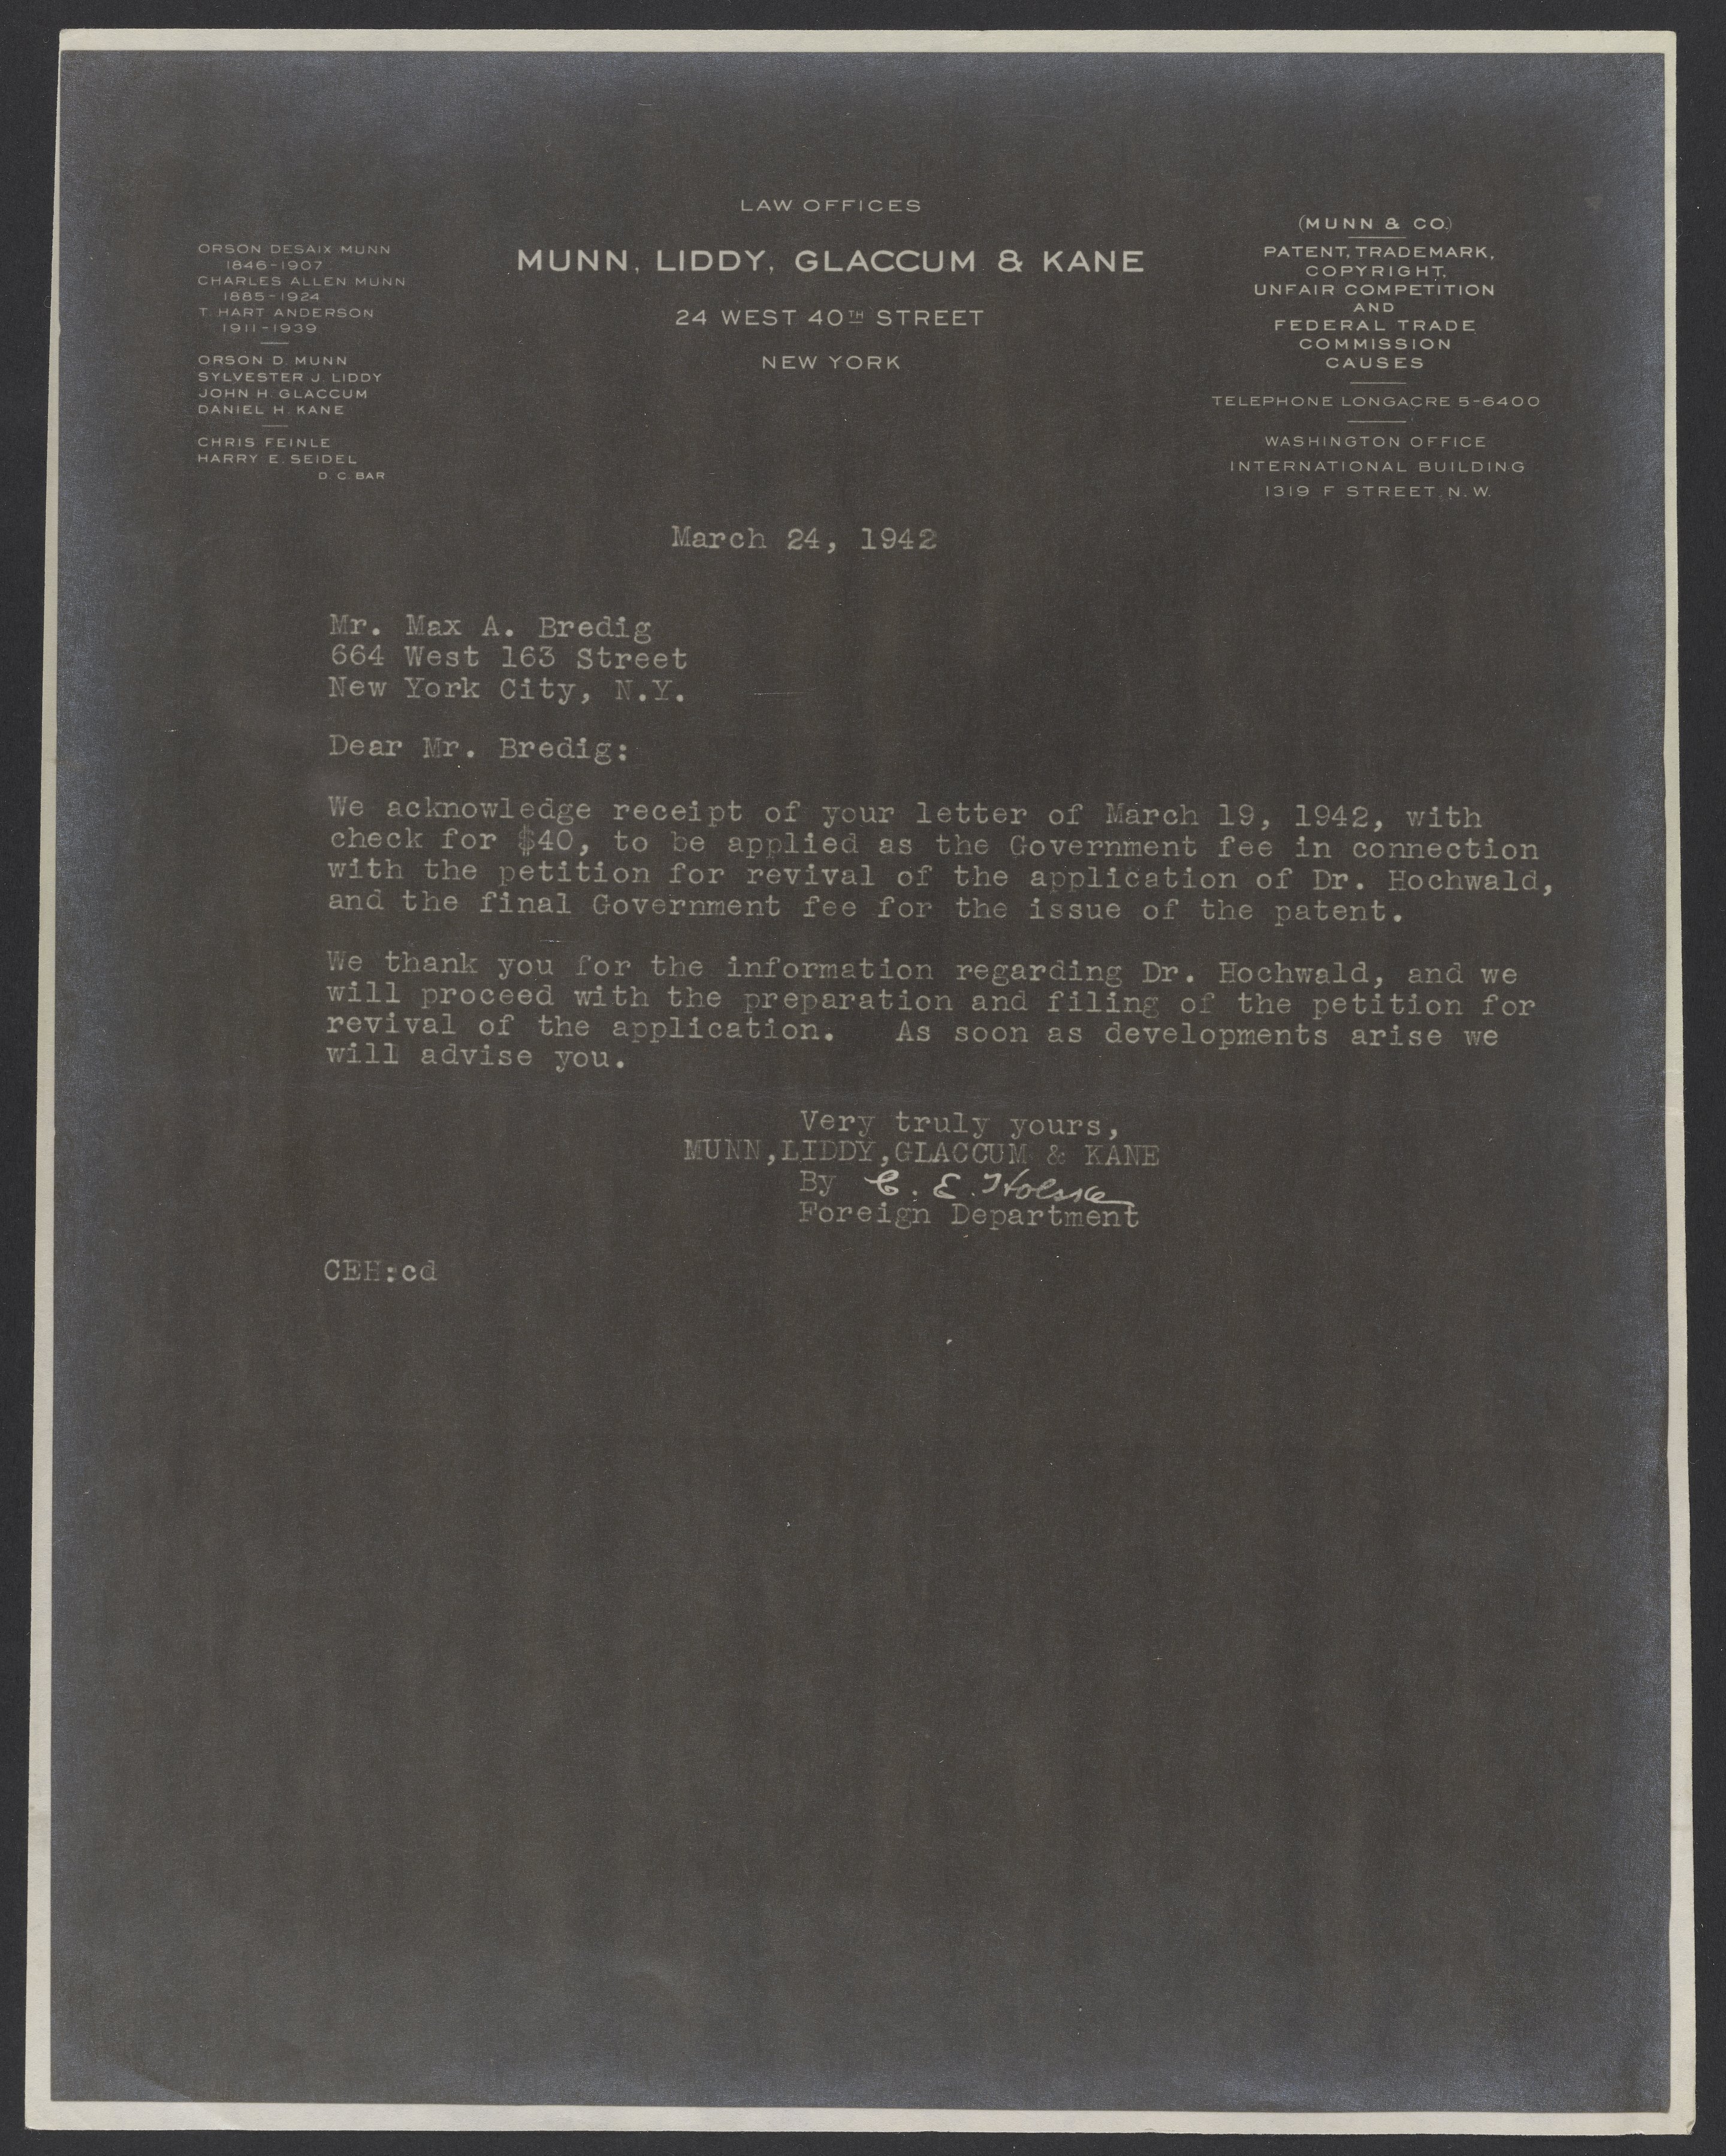 LAW OFFICES
MUNN, LIDDY, GLACCUM & KANE
24 WEST 40TH STREET
NEW YORK
ORSON DESAIX MUNN
1846-1907
CHARLES ALLEN MUNN
1885-1924
T. HART ANDERSON
1911-1939
ORSON D. MUNN
SYLVESTER J. LIDDY
JOHN H. GLACCUM
DANIEL H. KANE
CHRIS FEINLE
HARRY E. SEIDEL
D. C. BAR
(MUNN & CO.)
PATENT, TRADEMARK,
COPYRIGHT,
UNFAIR COMPETITION
AND
FEDERAL TRADE
COMMISSION
CAUSES
TELEPHONE LONGACRE 5-6400
WASHINGTON OFFICE
INTERNATIONAL BUILDING
1319 F STREET, N. W.
March 24, 1942
Mr. Max A. Bredig
664 West 163 Street
New York City, N.Y.
Dear Mr. Bredig:
We acknowledge receipt of your letter of March 19, 1942, with
check for $40, to be applied as the Government fee in connection
with the petition for revival of the application of Dr. Hochwald,
and the final Government fee for the issue of the patent.
We thank you for the information regarding Dr. Hochwald, and we
will proceed with the preparation and filing of the petition for
revival of the application. As soon as developments arise we
will advise you.
Very truly yours,
MUNN,LIDDY,GLACCUM & KANE
By C. E. Holske
Foreign Department
CEH:cd